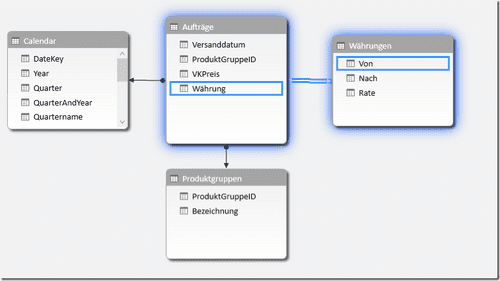 Calendar
DateKey
Year
Quarter
QuarterAndYear
Quartername
Aufträge
Versanddatum
ProduktGruppeID
VKPreis
Währung
Währungen
Von
Nach
Rate
Produktgruppen
ProduktGruppeID
Bezeichnung